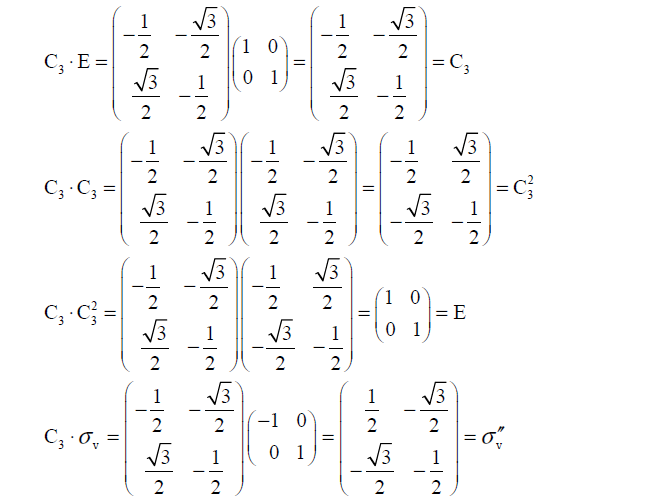 C₃ · E = ( -1/2 -√3/2 ; √3/2 -1/2 ) ( 1 0 ; 0 1 ) = ( -1/2 -√3/2 ; √3/2 -1/2 ) = C₃
C₃ · C₃ = ( -1/2 -√3/2 ; √3/2 -1/2 ) ( -1/2 -√3/2 ; √3/2 -1/2 ) = ( -1/2 √3/2 ; -√3/2 -1/2 ) = C₃²
C₃ · C₃² = ( -1/2 -√3/2 ; √3/2 -1/2 ) ( -1/2 √3/2 ; -√3/2 -1/2 ) = ( 1 0 ; 0 1 ) = E
C₃ · σᵥ = ( -1/2 -√3/2 ; √3/2 -1/2 ) ( -1 0 ; 0 1 ) = ( 1/2 -√3/2 ; -√3/2 -1/2 ) = σᵥ″